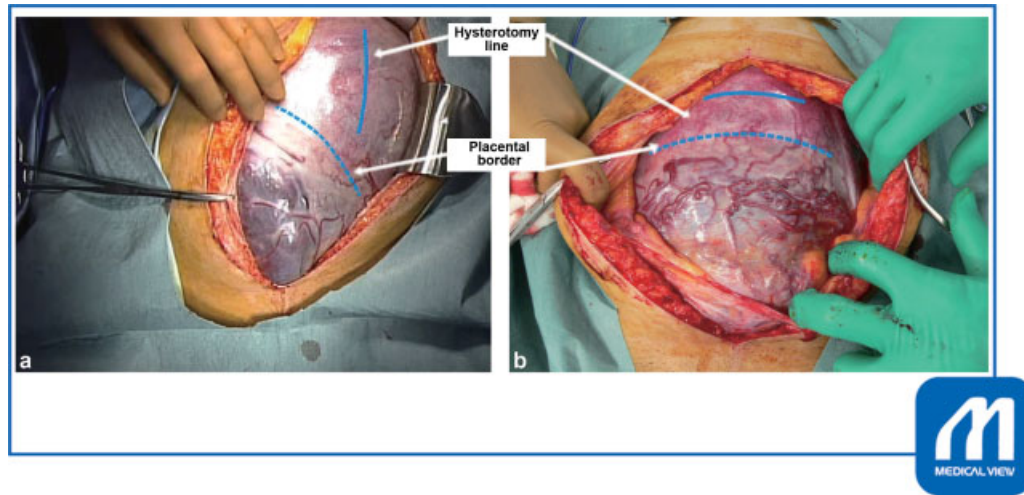 Hysterotomy
line
Placental
border
a
b
MEDICAL VIEW